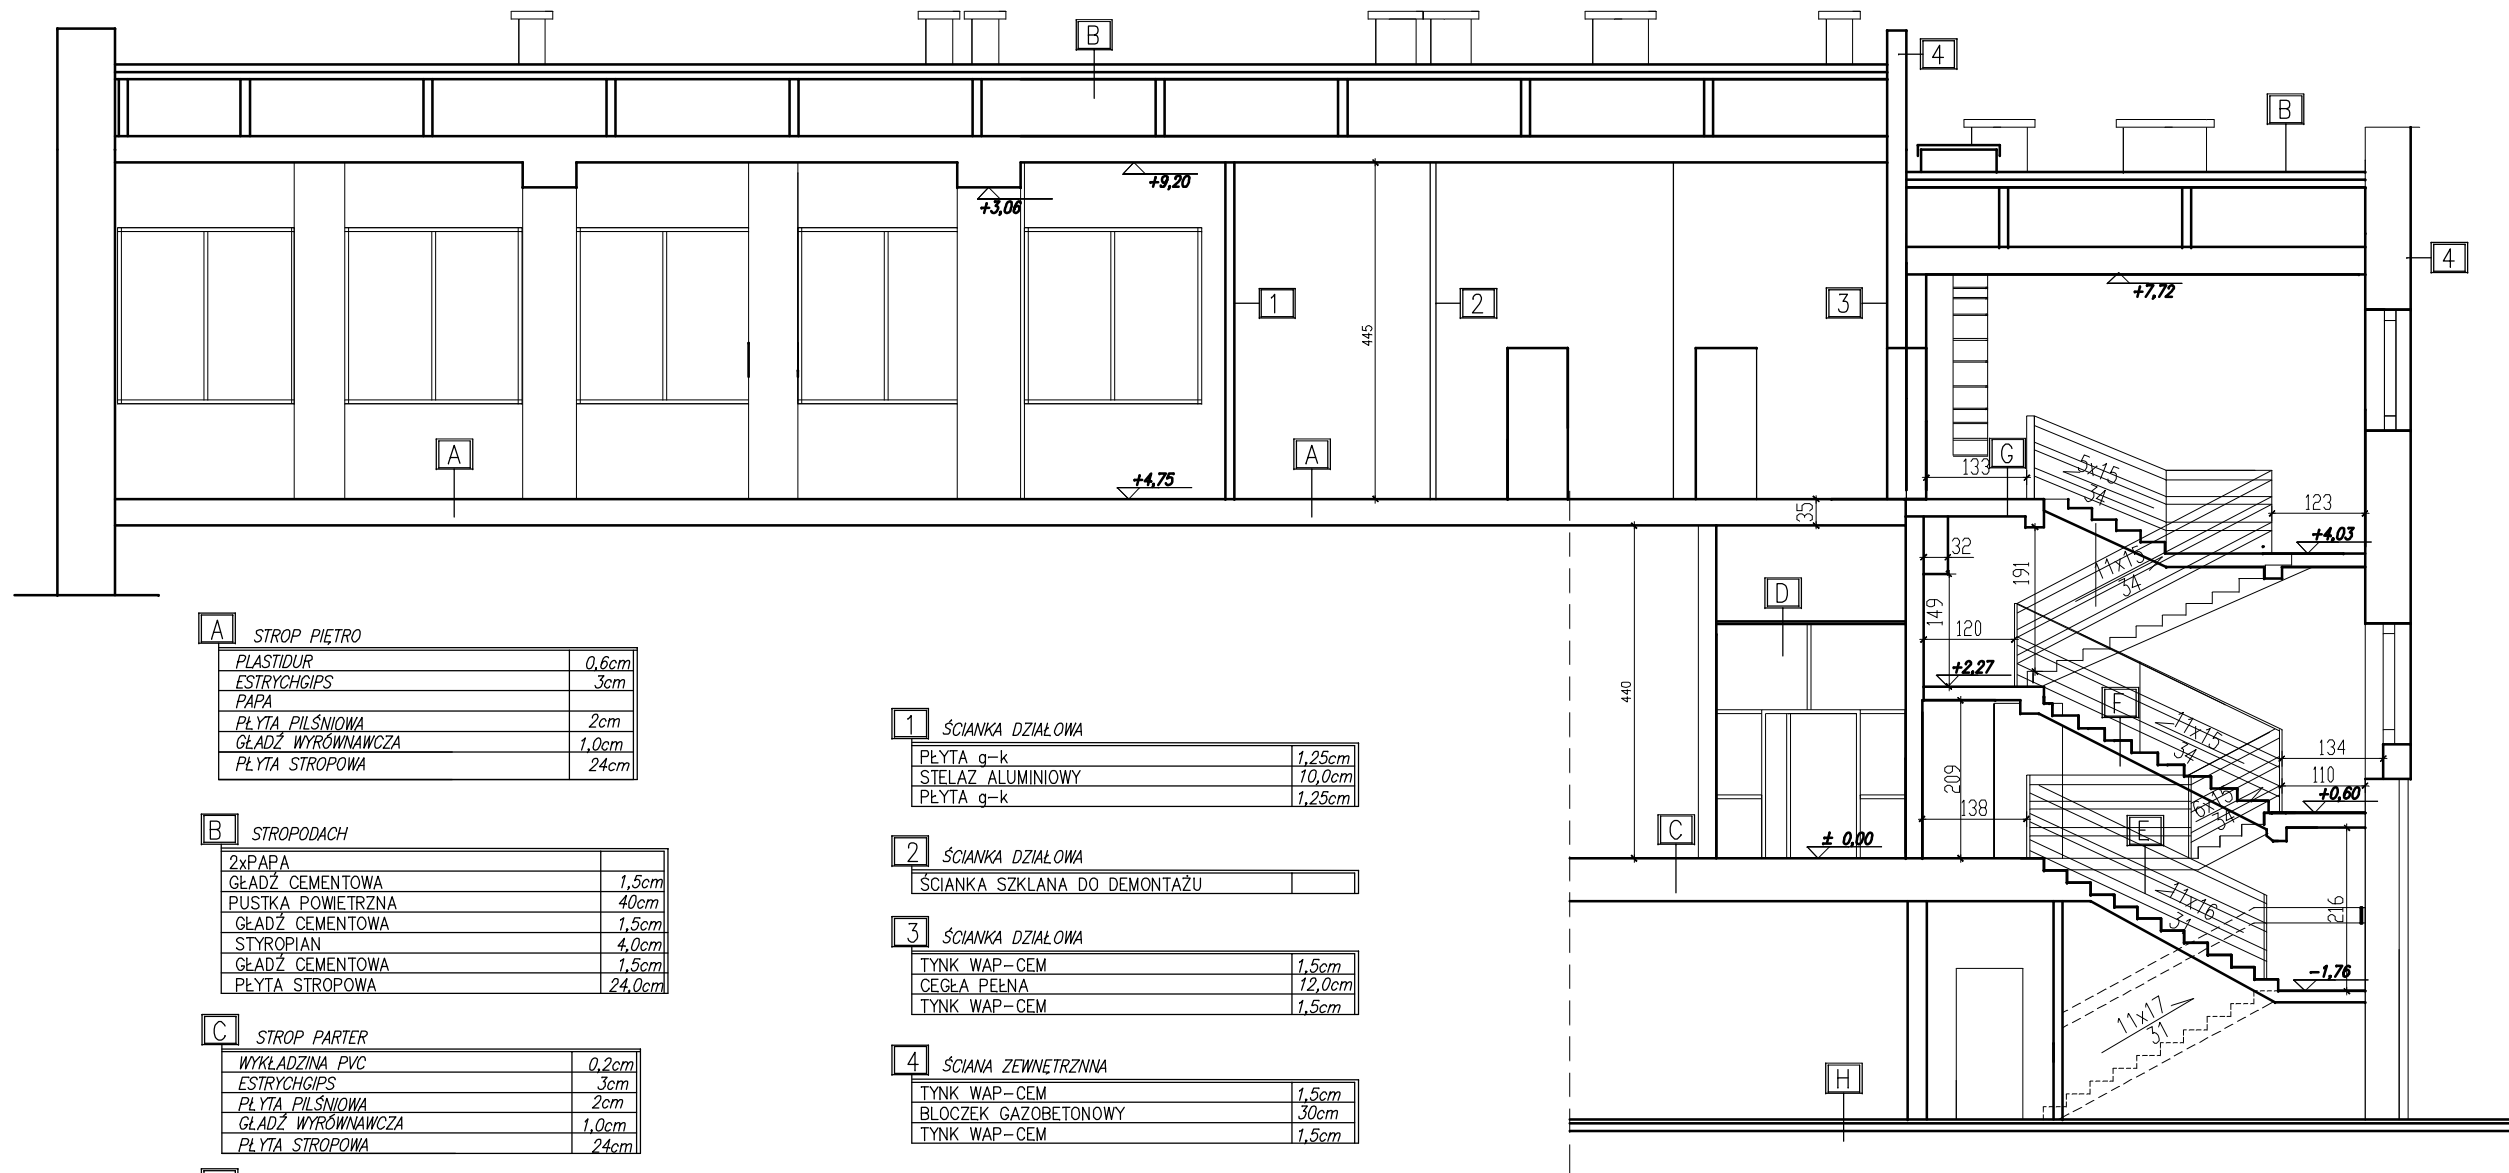 B
4
B
+9,20
+3,06
4
+7,72
1
2
3
445
A
A
G
133
5x15
34
123
+4,75
35
+4,03
32
191
11x15
34
149
D
120
+2,27
440
F
11x15
34
134
209
110
+0,60
6x15
34
138
C
E
± 0,00
11x16
31
216
-1,76
11x17
31
H
A STROP PIĘTRO
PLASTIDUR 0,6cm
ESTRYCHGIPS 3cm
PAPA
PŁYTA PILŚNIOWA 2cm
GŁADŹ WYRÓWNAWCZA 1,0cm
PŁYTA STROPOWA 24cm
B STROPODACH
2xPAPA
GŁADŹ CEMENTOWA 1,5cm
PUSTKA POWIETRZNA 40cm
GŁADŹ CEMENTOWA 1,5cm
STYROPIAN 4,0cm
GŁADŹ CEMENTOWA 1,5cm
PŁYTA STROPOWA 24,0cm
C STROP PARTER
WYKŁADZINA PVC 0,2cm
ESTRYCHGIPS 3cm
PŁYTA PILŚNIOWA 2cm
GŁADŹ WYRÓWNAWCZA 1,0cm
PŁYTA STROPOWA 24cm
1 ŚCIANKA DZIAŁOWA
PŁYTA g-k 1,25cm
STELAZ ALUMINIOWY 10,0cm
PŁYTA g-k 1,25cm
2 ŚCIANKA DZIAŁOWA
ŚCIANKA SZKLANA DO DEMONTAŻU
3 ŚCIANKA DZIAŁOWA
TYNK WAP-CEM 1,5cm
CEGŁA PEŁNA 12,0cm
TYNK WAP-CEM 1,5cm
4 ŚCIANA ZEWNĘTRZNNA
TYNK WAP-CEM 1,5cm
BLOCZEK GAZOBETONOWY 30cm
TYNK WAP-CEM 1,5cm